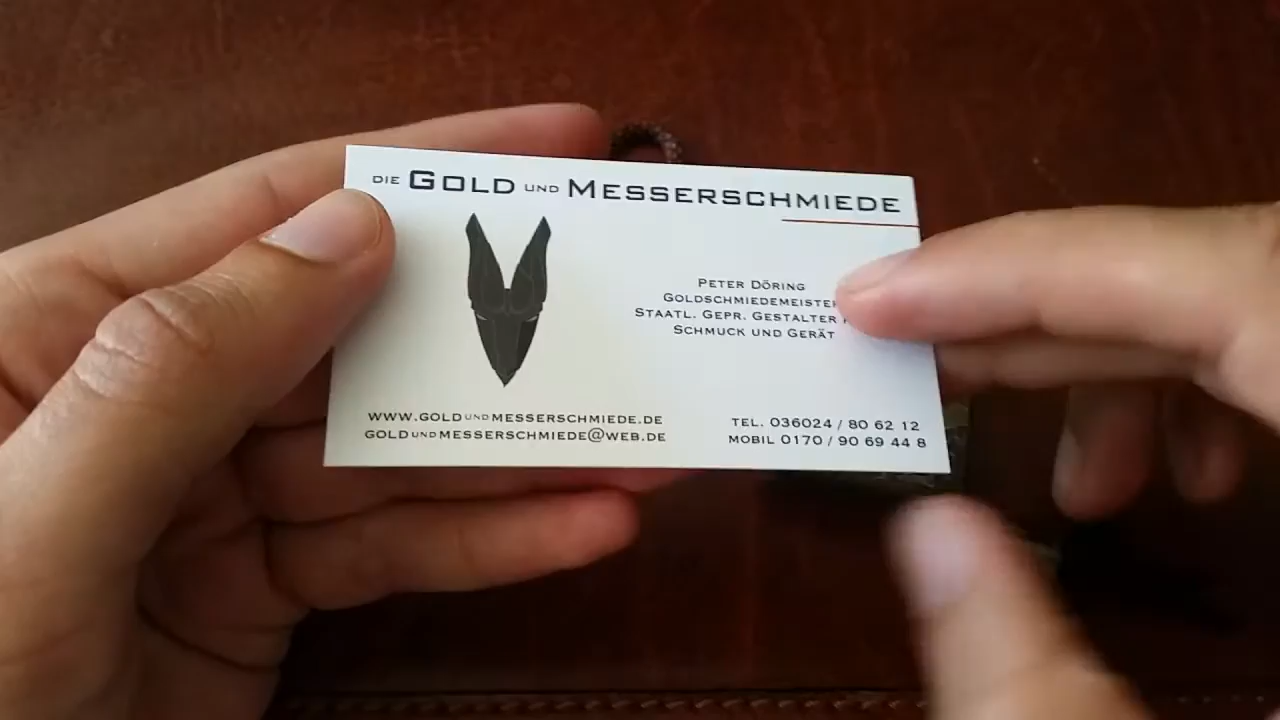 DIE GOLD UND MESSERSCHMIEDE
PETER DÖRING
GOLDSCHMIEDEMEISTER
STAATL. GEPR. GESTALTER
SCHMUCK UND GERÄT
WWW.GOLDUNDMESSERSCHMIEDE.DE
GOLDUNDMESSERSCHMIEDE@WEB.DE
TEL. 036024 / 80 62 12
MOBIL 0170 / 90 69 44 8